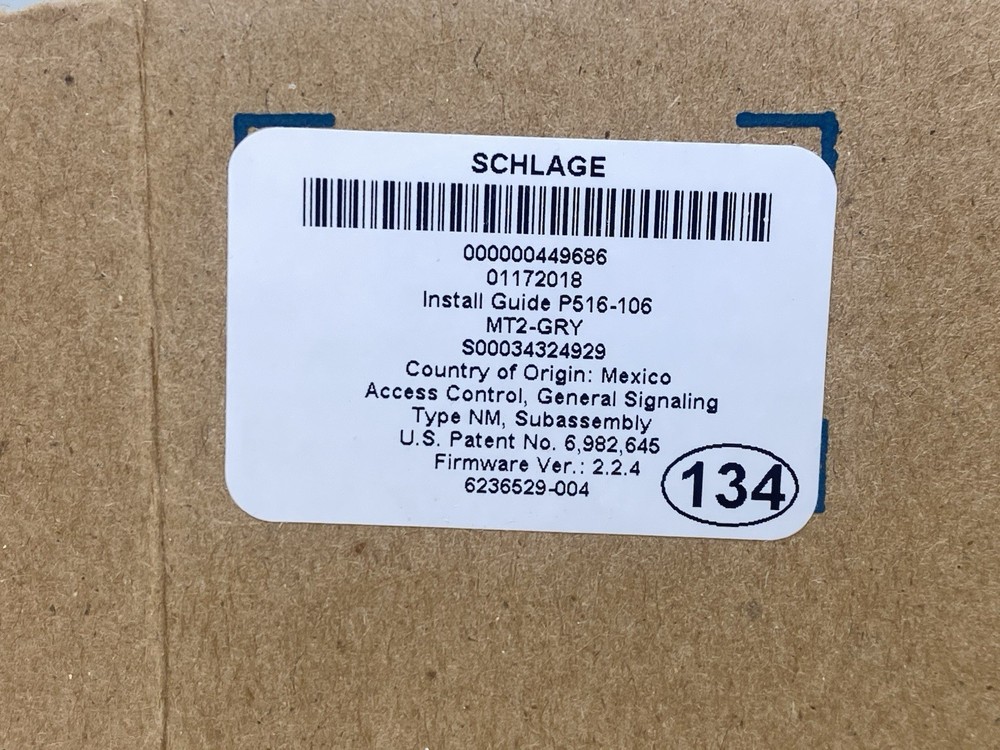 SCHLAGE
000000449686
01172018
Install Guide P516-106
MT2-GRY
S00034324929
Country of Origin: Mexico
Access Control, General Signaling
Type NM, Subassembly
U.S. Patent No. 6,982,645
Firmware Ver.: 2.2.4
6236529-004
134